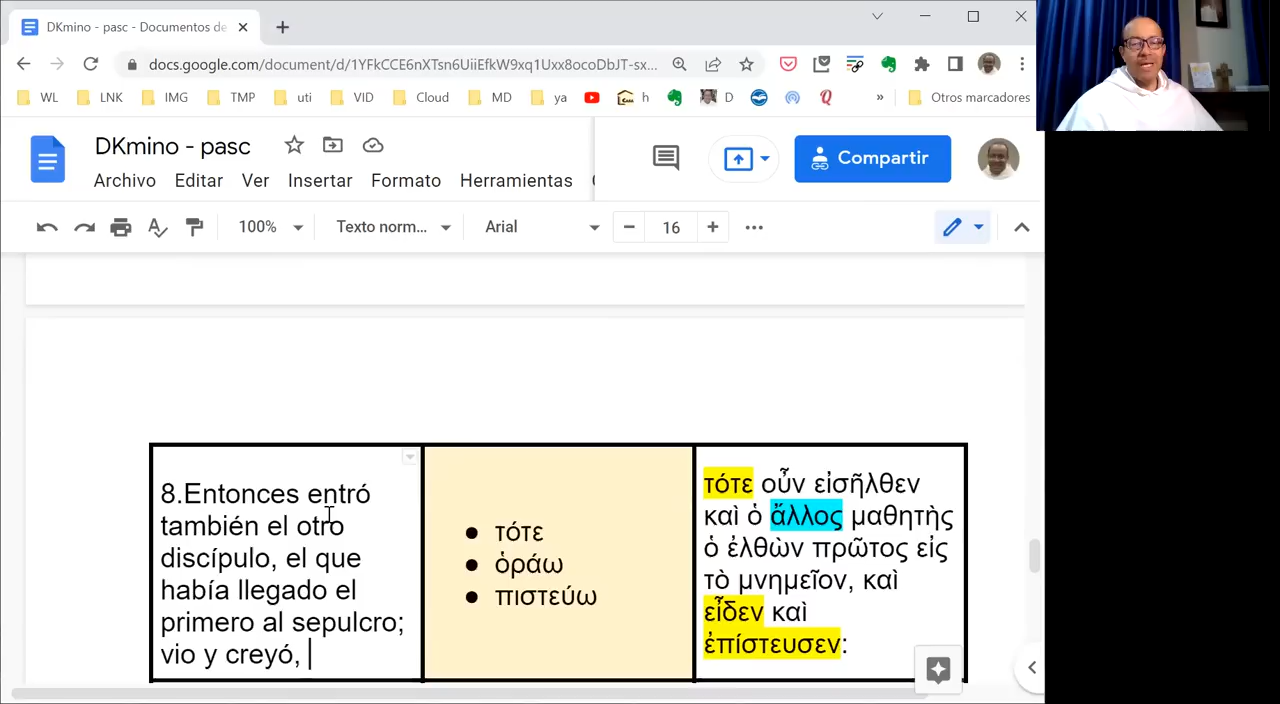 DKmino - pasc - Documentos de
docs.google.com/document/d/1YFkCCE6nXTsn6UiiEfkW9xq1Uxx8ocoDbJT-sx...
WL LNK IMG TMP uti VID Cloud MD ya h D » Otros marcadores
DKmino - pasc
Compartir
Archivo Editar Ver Insertar Formato Herramientas
100% Texto norm... Arial 16
8.Entonces entró
también el otro
discípulo, el que
había llegado el
primero al sepulcro;
vio y creyó,
τότε
ὁράω
πιστεύω
τότε οὖν εἰσῆλθεν
καὶ ὁ ἄλλος μαθητὴς
ὁ ἐλθὼν πρῶτος εἰς
τὸ μνημεῖον, καὶ
εἶδεν καὶ
ἐπίστευσεν: